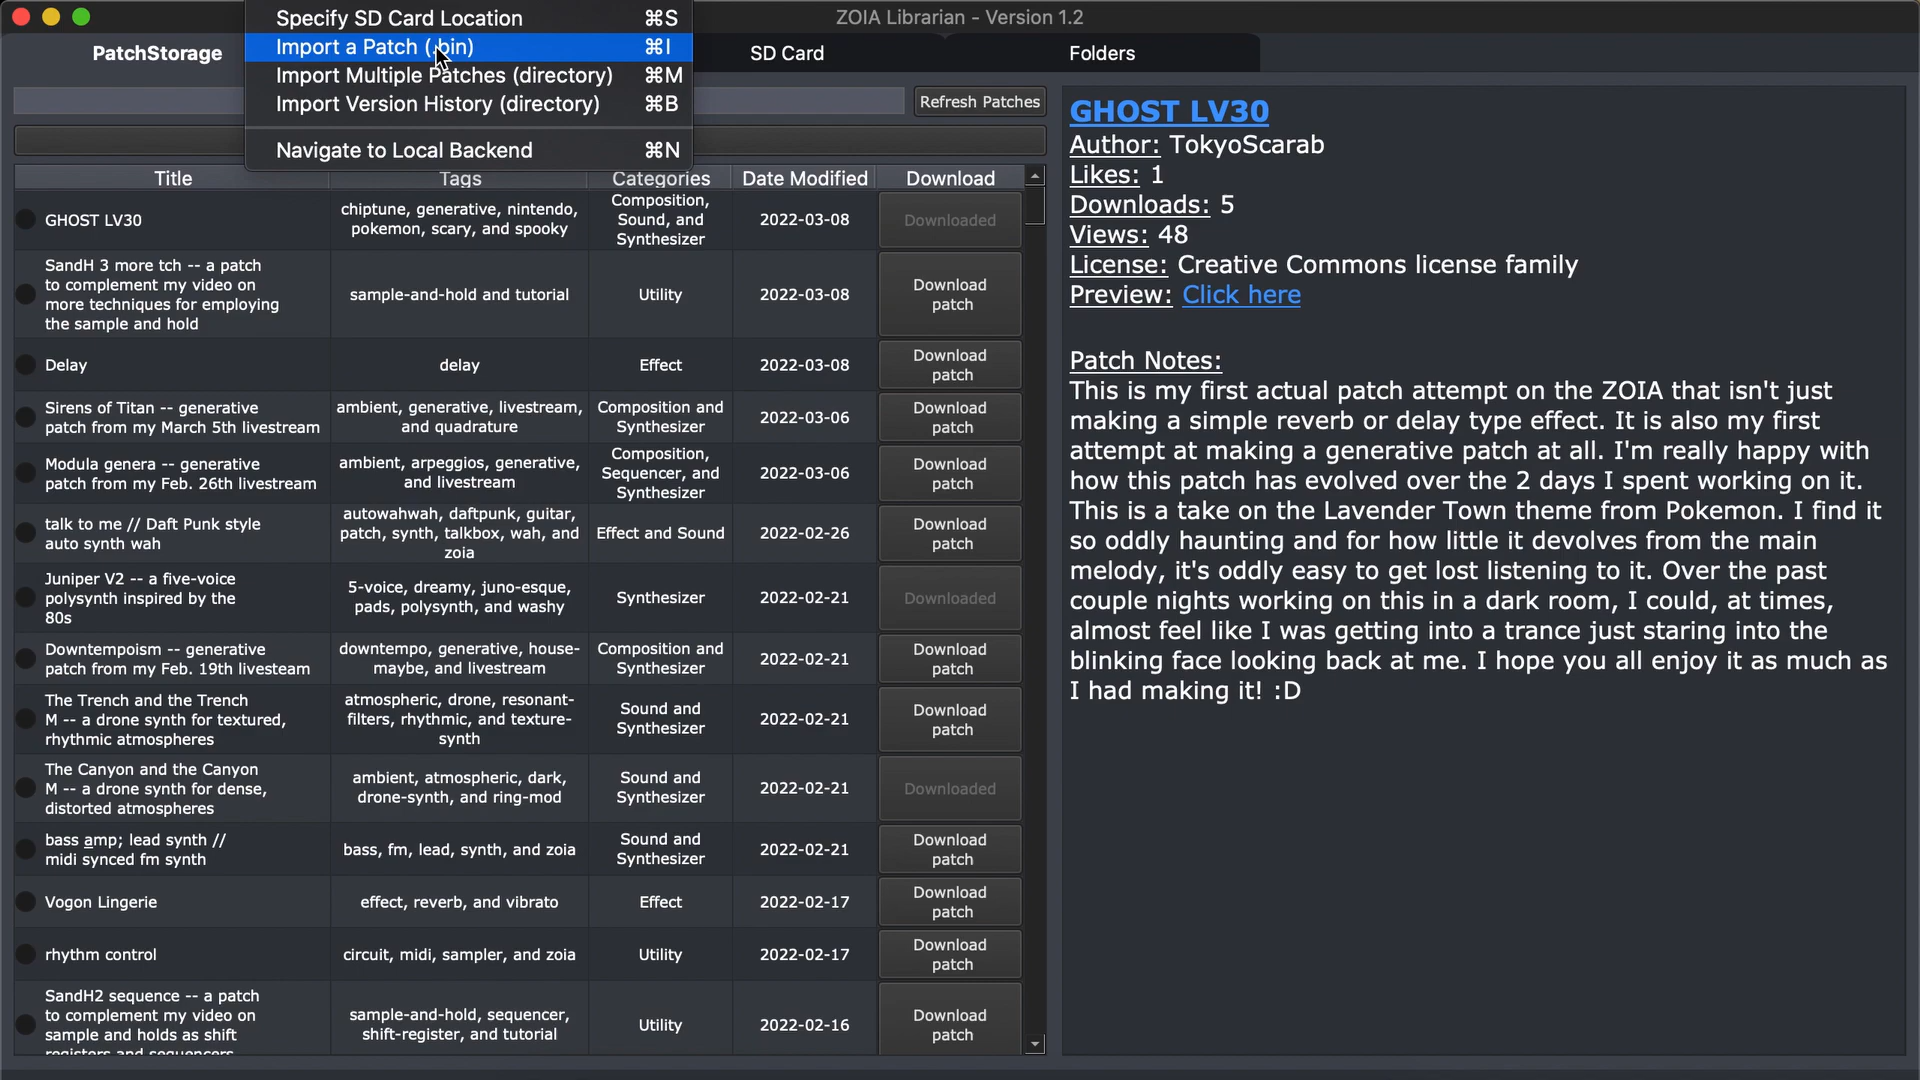 ZOIA Librarian - Version 1.2
Specify SD Card Location ⌘S
Import a Patch (.bin) ⌘I
Import Multiple Patches (directory) ⌘M
Import Version History (directory) ⌘B
Navigate to Local Backend ⌘N
PatchStorage
SD Card
Folders
Refresh Patches
Title Tags Categories Date Modified Download
GHOST LV30
chiptune, generative, nintendo,
pokemon, scary, and spooky
Composition,
Sound, and
Synthesizer
2022-03-08
Downloaded
SandH 3 more tch -- a patch
to complement my video on
more techniques for employing
the sample and hold
sample-and-hold and tutorial
Utility
2022-03-08
Download
patch
Delay
delay
Effect
2022-03-08
Download
patch
Sirens of Titan -- generative
patch from my March 5th livestream
ambient, generative, livestream,
and quadrature
Composition and
Synthesizer
2022-03-06
Download
patch
Modula genera -- generative
patch from my Feb. 26th livestream
ambient, arpeggios, generative,
and livestream
Composition,
Sequencer, and
Synthesizer
2022-03-06
Download
patch
talk to me // Daft Punk style
auto synth wah
autowahwah, daftpunk, guitar,
patch, synth, talkbox, wah, and
zoia
Effect and Sound
2022-02-26
Download
patch
Juniper V2 -- a five-voice
polysynth inspired by the
80s
5-voice, dreamy, juno-esque,
pads, polysynth, and washy
Synthesizer
2022-02-21
Downloaded
Downtempoism -- generative
patch from my Feb. 19th livesteam
downtempo, generative, house-
maybe, and livestream
Composition and
Synthesizer
2022-02-21
Download
patch
The Trench and the Trench
M -- a drone synth for textured,
rhythmic atmospheres
atmospheric, drone, resonant-
filters, rhythmic, and texture-
synth
Sound and
Synthesizer
2022-02-21
Download
patch
The Canyon and the Canyon
M -- a drone synth for dense,
distorted atmospheres
ambient, atmospheric, dark,
drone-synth, and ring-mod
Sound and
Synthesizer
2022-02-21
Downloaded
bass amp; lead synth //
midi synced fm synth
bass, fm, lead, synth, and zoia
Sound and
Synthesizer
2022-02-21
Download
patch
Vogon Lingerie
effect, reverb, and vibrato
Effect
2022-02-17
Download
patch
rhythm control
circuit, midi, sampler, and zoia
Utility
2022-02-17
Download
patch
SandH2 sequence -- a patch
to complement my video on
sample and holds as shift
registers and sequencers
sample-and-hold, sequencer,
shift-register, and tutorial
Utility
2022-02-16
Download
patch
GHOST LV30
Author: TokyoScarab
Likes: 1
Downloads: 5
Views: 48
License: Creative Commons license family
Preview: Click here
Patch Notes:
This is my first actual patch attempt on the ZOIA that isn't just
making a simple reverb or delay type effect. It is also my first
attempt at making a generative patch at all. I'm really happy with
how this patch has evolved over the 2 days I spent working on it.
This is a take on the Lavender Town theme from Pokemon. I find it
so oddly haunting and for how little it devolves from the main
melody, it's oddly easy to get lost listening to it. Over the past
couple nights working on this in a dark room, I could, at times,
almost feel like I was getting into a trance just staring into the
blinking face looking back at me. I hope you all enjoy it as much as
I had making it! :D